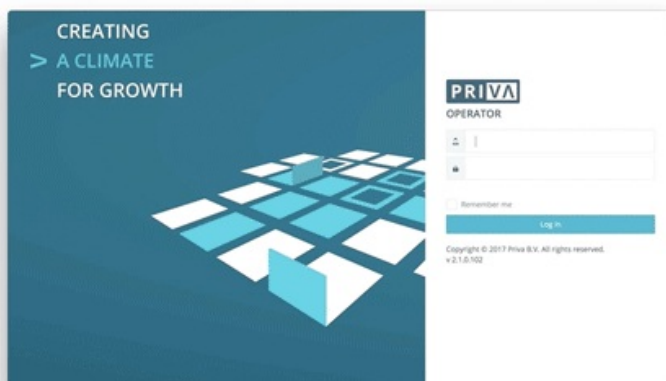 CREATING
> A CLIMATE
FOR GROWTH
PRIVA
OPERATOR
Remember me
Log in
Copyright © 2017 Priva B.V. All rights reserved.
v 2.1.0.102